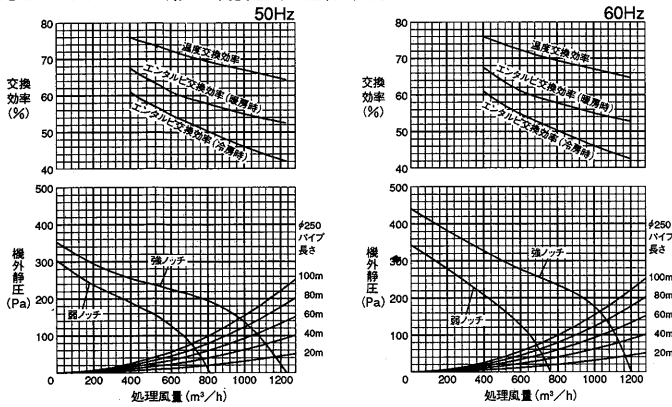 50Hz
80
70
60
50
40
交換
効率
(%)
温度交換効率
エンタルピ交換効率(暖房時)
エンタルピ交換効率(冷房時)
500
400
300
200
100
0
機外静圧
(Pa)
強ノッチ
弱ノッチ
φ250
パイプ
長さ
100m
80m
60m
40m
20m
200 400 600 800 1000 1200
処理風量(m³/h)
60Hz
80
70
60
50
40
交換
効率
(%)
温度交換効率
エンタルピ交換効率(暖房時)
エンタルピ交換効率(冷房時)
500
400
300
200
100
0
機外静圧
(Pa)
強ノッチ
弱ノッチ
φ250
パイプ
長さ
100m
80m
60m
40m
20m
200 400 600 800 1000 1200
処理風量(m³/h)